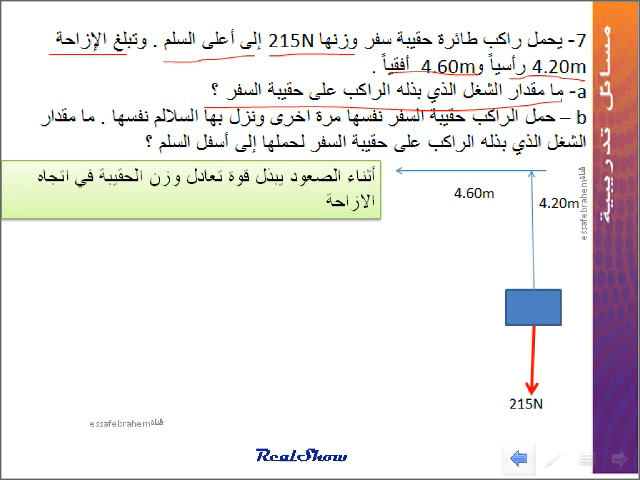 مسائل تدريبية
7- يحمل راكب طائرة حقيبة سفر وزنها 215N إلى أعلى السلم . وتبلغ الإزاحة
4.20m رأسياً و4.60m أفقياً .
a- ما مقدار الشغل الذي بذله الراكب على حقيبة السفر ؟
b – حمل الراكب حقيبة السفر نفسها مرة اخرى ونزل بها السلالم نفسها . ما مقدار
الشغل الذي بذله الراكب على حقيبة السفر لحملها إلى أسفل السلم ؟
أثناء الصعود يبذل قوة تعادل وزن الحقيبة في اتجاه
الازاحة
4.60m
4.20m
215N
essafebrahem قناة
essafebrahem قناة
RealShow